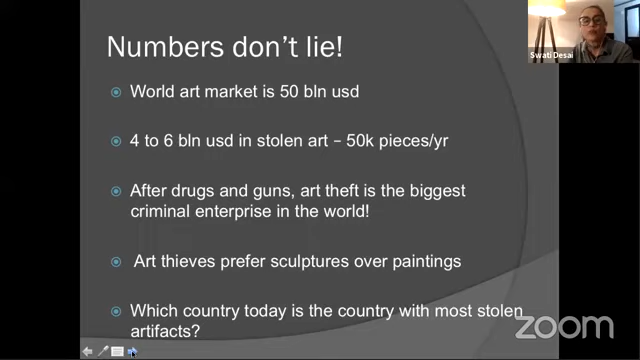 Numbers don't lie!
World art market is 50 bln usd
4 to 6 bln usd in stolen art – 50k pieces/yr
After drugs and guns, art theft is the biggest
criminal enterprise in the world!
Art thieves prefer sculptures over paintings
Which country today is the country with most stolen
artifacts?
Swati Desai
zoom